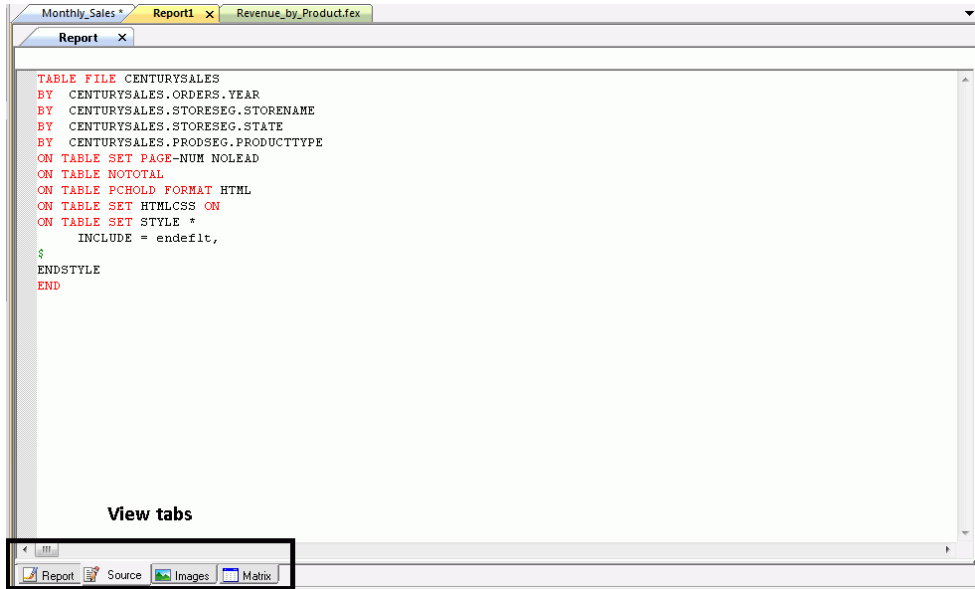 Monthly_Sales * Report1 x Revenue_by_Product.fex
Report x
TABLE FILE CENTURYSALES
BY CENTURYSALES.ORDERS.YEAR
BY CENTURYSALES.STORESEG.STORENAME
BY CENTURYSALES.STORESEG.STATE
BY CENTURYSALES.PRODSEG.PRODUCTTYPE
ON TABLE SET PAGE-NUM NOLEAD
ON TABLE NOTOTAL
ON TABLE PCHOLD FORMAT HTML
ON TABLE SET HTMLCSS ON
ON TABLE SET STYLE *
INCLUDE = endeflt,
$
ENDSTYLE
END
View tabs
Report Source Images Matrix